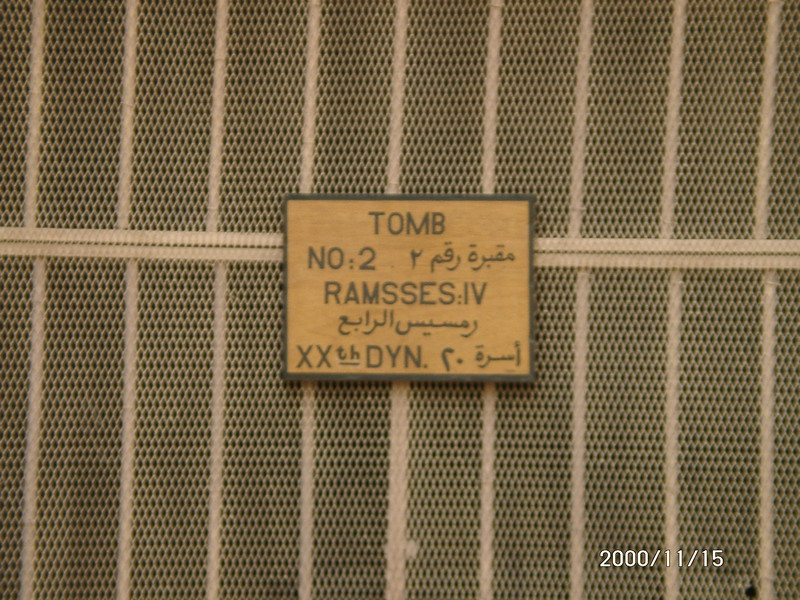 TOMB
NO:2 . مقبرة رقم ٢
RAMSSES:IV
رمسيس الرابع
XXth DYN. أسرة ٢٠
2000/11/15